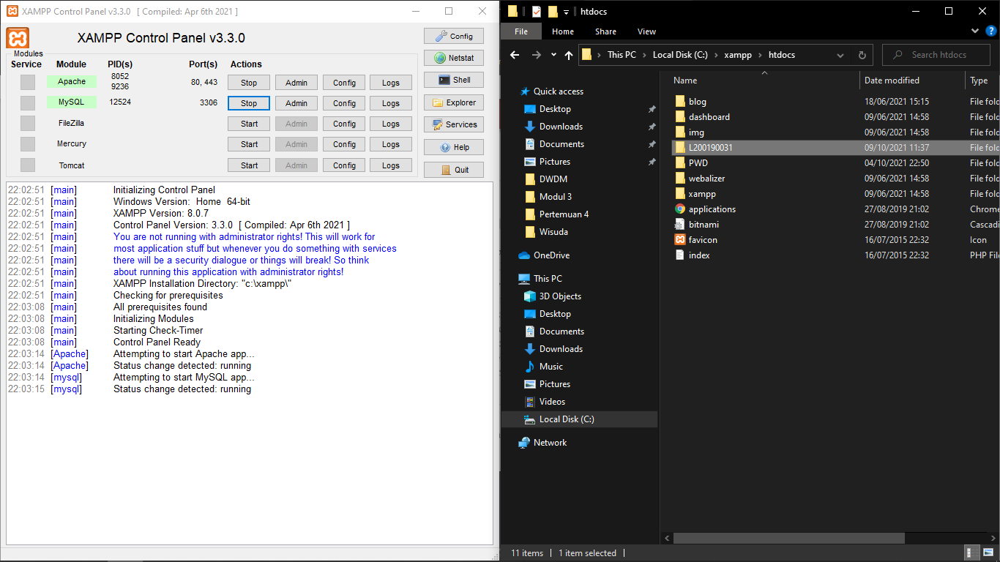 XAMPP Control Panel v3.3.0 [ Compiled: Apr 6th 2021 ]
XAMPP Control Panel v3.3.0
Modules
Service Module PID(s) Port(s) Actions
Apache 8052 9236 80, 443 Stop Admin Config Logs
MySQL 12524 3306 Stop Admin Config Logs
FileZilla Start Admin Config Logs
Mercury Start Admin Config Logs
Tomcat Start Admin Config Logs
Config
Netstat
Shell
Explorer
Services
Help
Quit
22:02:51 [main] Initializing Control Panel
22:02:51 [main] Windows Version: Home 64-bit
22:02:51 [main] XAMPP Version: 8.0.7
22:02:51 [main] Control Panel Version: 3.3.0 [ Compiled: Apr 6th 2021 ]
22:02:51 [main] You are not running with administrator rights! This will work for
22:02:51 [main] most application stuff but whenever you do something with services
22:02:51 [main] there will be a security dialogue or things will break! So think
22:02:51 [main] about running this application with administrator rights!
22:02:51 [main] XAMPP Installation Directory: "c:\xampp\"
22:02:51 [main] Checking for prerequisites
22:03:08 [main] All prerequisites found
22:03:08 [main] Initializing Modules
22:03:08 [main] Starting Check-Timer
22:03:08 [main] Control Panel Ready
22:03:14 [Apache] Attempting to start Apache app...
22:03:14 [Apache] Status change detected: running
22:03:14 [mysql] Attempting to start MySQL app...
22:03:15 [mysql] Status change detected: running
htdocs
File Home Share View
This PC Local Disk (C:) xampp htdocs
Search htdocs
Quick access
Desktop
Downloads
Documents
Pictures
DWDM
Modul 3
Pertemuan 4
Wisuda
OneDrive
This PC
3D Objects
Desktop
Documents
Downloads
Music
Pictures
Videos
Local Disk (C:)
Network
Name Date modified Type
blog 18/06/2021 15:15 File fold
dashboard 09/06/2021 14:58 File fold
img 09/06/2021 14:58 File fold
L200190031 09/10/2021 11:37 File fold
PWD 04/10/2021 22:50 File fold
webalizer 09/06/2021 14:58 File fold
xampp 09/06/2021 14:58 File fold
applications 27/08/2019 21:02 Chrome
bitnami 27/08/2019 21:02 Cascadi
favicon 16/07/2015 22:32 Icon
index 16/07/2015 22:32 PHP File
11 items 1 item selected